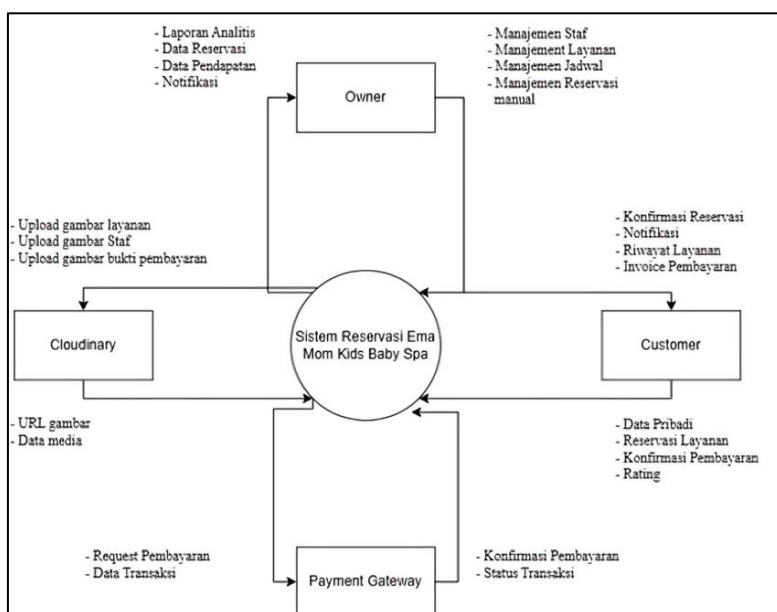 - Laporan Analitis
- Data Reservasi
- Data Pendapatan
- Notifikasi
Owner
- Manajemen Staf
- Management Layanan
- Manajemen Jadwal
- Manajemen Reservasi
manual
- Upload gambar layanan
- Upload gambar Staf
- Upload gambar bukti pembayaran
- Konfirmasi Reservasi
- Notifikasi
- Riwayat Layanan
- Invoice Pembayaran
Cloudinary
Sistem Reservasi Ema
Mom Kids Baby Spa
Customer
- URL gambar
- Data media
- Data Pribadi
- Reservasi Layanan
- Konfirmasi Pembayaran
- Rating
- Request Pembayaran
- Data Transaksi
Payment Gateway
- Konfirmasi Pembayaran
- Status Transaksi